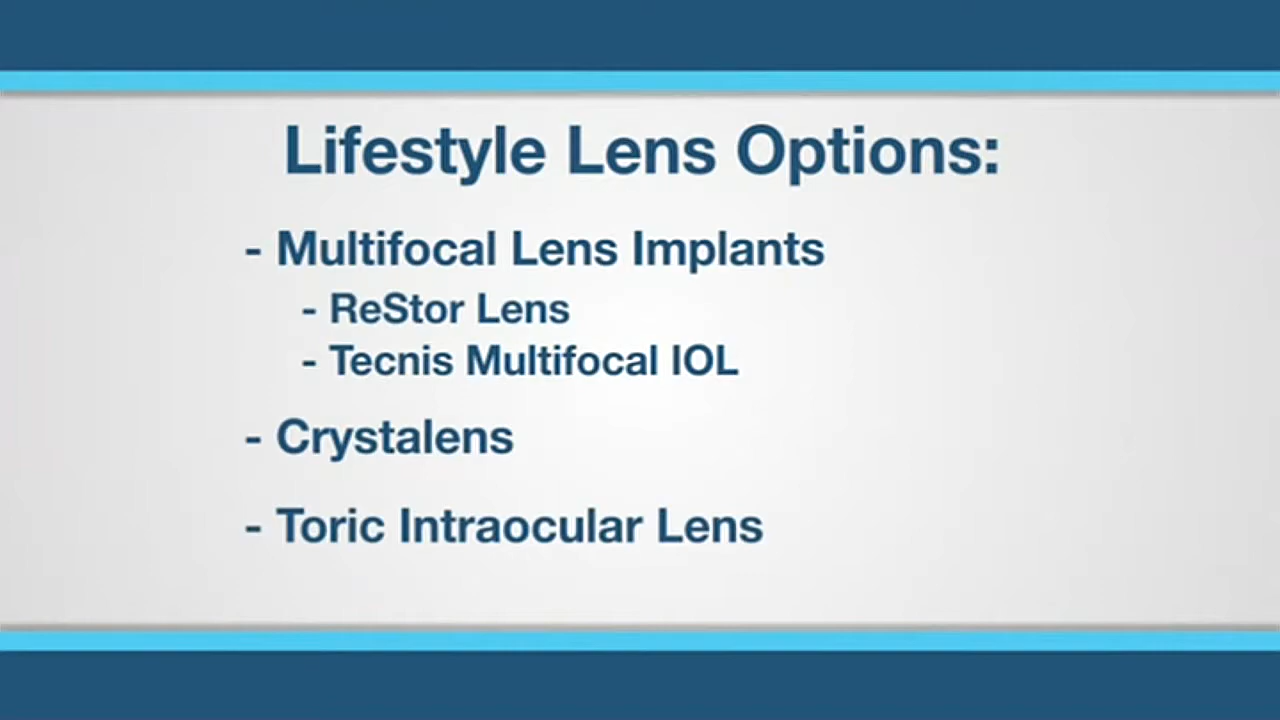 Lifestyle Lens Options:
- Multifocal Lens Implants
- ReStor Lens
- Tecnis Multifocal IOL
- Crystalens
- Toric Intraocular Lens